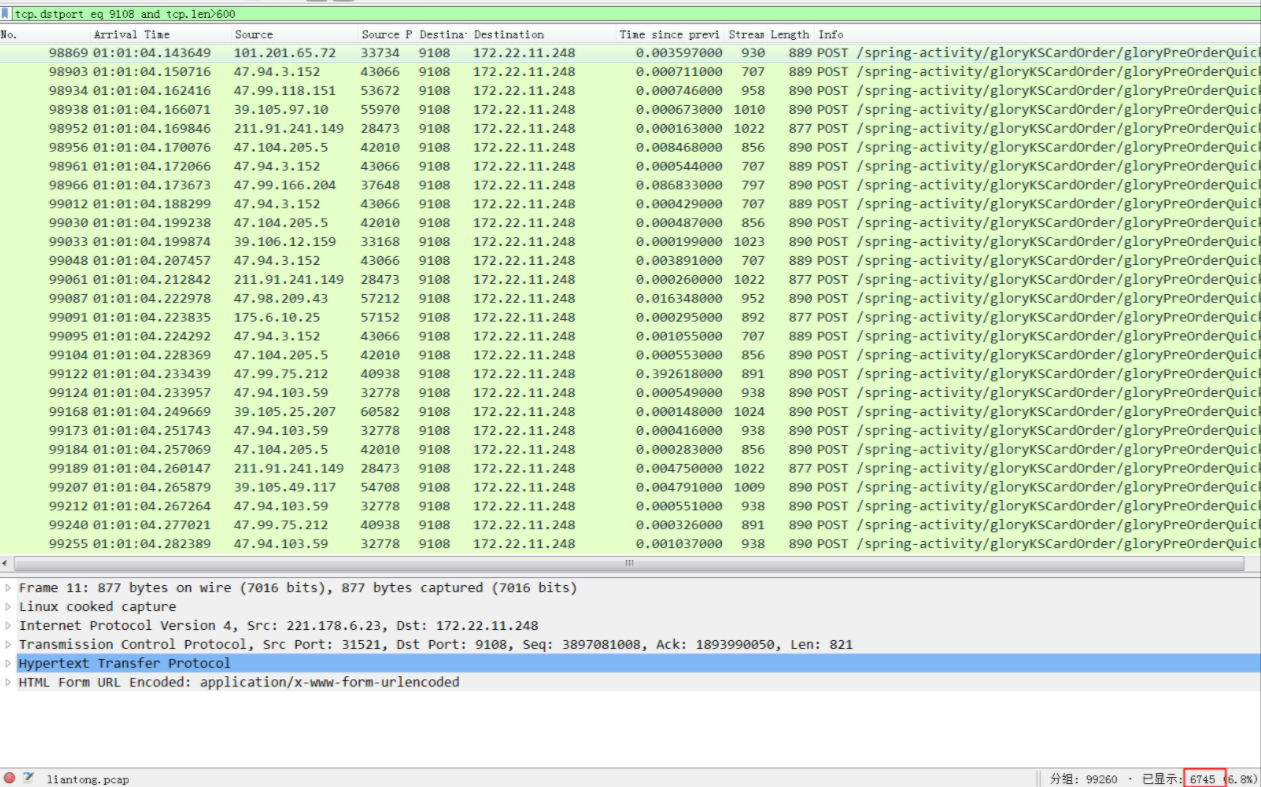 tcp.dstport eq 9108 and tcp.len>600
No. Arrival Time Source Source P Destina Destination Time since previ Stream Length Info
98869 01:01:04.143649 101.201.65.72 33734 9108 172.22.11.248 0.003597000 930 889 POST /spring-activity/gloryKSCardOrder/gloryPreOrderQuick
98903 01:01:04.150716 47.94.3.152 43066 9108 172.22.11.248 0.000711000 707 889 POST /spring-activity/gloryKSCardOrder/gloryPreOrderQuick
98934 01:01:04.162416 47.99.118.151 53672 9108 172.22.11.248 0.000746000 958 890 POST /spring-activity/gloryKSCardOrder/gloryPreOrderQuick
98938 01:01:04.166071 39.105.97.10 55970 9108 172.22.11.248 0.000673000 1010 890 POST /spring-activity/gloryKSCardOrder/gloryPreOrderQuick
98952 01:01:04.169846 211.91.241.149 28473 9108 172.22.11.248 0.000163000 1022 877 POST /spring-activity/gloryKSCardOrder/gloryPreOrderQuick
98956 01:01:04.170076 47.104.205.5 42010 9108 172.22.11.248 0.008468000 856 890 POST /spring-activity/gloryKSCardOrder/gloryPreOrderQuick
98961 01:01:04.172066 47.94.3.152 43066 9108 172.22.11.248 0.000544000 707 889 POST /spring-activity/gloryKSCardOrder/gloryPreOrderQuick
98966 01:01:04.173673 47.99.166.204 37648 9108 172.22.11.248 0.086833000 797 890 POST /spring-activity/gloryKSCardOrder/gloryPreOrderQuick
99012 01:01:04.188299 47.94.3.152 43066 9108 172.22.11.248 0.000429000 707 889 POST /spring-activity/gloryKSCardOrder/gloryPreOrderQuick
99030 01:01:04.199238 47.104.205.5 42010 9108 172.22.11.248 0.000487000 856 890 POST /spring-activity/gloryKSCardOrder/gloryPreOrderQuick
99033 01:01:04.199874 39.106.12.159 33168 9108 172.22.11.248 0.000199000 1023 890 POST /spring-activity/gloryKSCardOrder/gloryPreOrderQuick
99048 01:01:04.207457 47.94.3.152 43066 9108 172.22.11.248 0.003891000 707 889 POST /spring-activity/gloryKSCardOrder/gloryPreOrderQuick
99061 01:01:04.212842 211.91.241.149 28473 9108 172.22.11.248 0.000260000 1022 877 POST /spring-activity/gloryKSCardOrder/gloryPreOrderQuick
99087 01:01:04.222978 47.98.209.43 57212 9108 172.22.11.248 0.016348000 952 890 POST /spring-activity/gloryKSCardOrder/gloryPreOrderQuick
99091 01:01:04.223835 175.6.10.25 57152 9108 172.22.11.248 0.000295000 892 877 POST /spring-activity/gloryKSCardOrder/gloryPreOrderQuick
99095 01:01:04.224292 47.94.3.152 43066 9108 172.22.11.248 0.001055000 707 889 POST /spring-activity/gloryKSCardOrder/gloryPreOrderQuick
99104 01:01:04.228369 47.104.205.5 42010 9108 172.22.11.248 0.000553000 856 890 POST /spring-activity/gloryKSCardOrder/gloryPreOrderQuick
99122 01:01:04.233439 47.99.75.212 40938 9108 172.22.11.248 0.392618000 891 890 POST /spring-activity/gloryKSCardOrder/gloryPreOrderQuick
99124 01:01:04.233957 47.94.103.59 32778 9108 172.22.11.248 0.000549000 938 890 POST /spring-activity/gloryKSCardOrder/gloryPreOrderQuick
99168 01:01:04.249669 39.105.25.207 60582 9108 172.22.11.248 0.000148000 1024 890 POST /spring-activity/gloryKSCardOrder/gloryPreOrderQuick
99173 01:01:04.251743 47.94.103.59 32778 9108 172.22.11.248 0.000416000 938 890 POST /spring-activity/gloryKSCardOrder/gloryPreOrderQuick
99184 01:01:04.257069 47.104.205.5 42010 9108 172.22.11.248 0.000283000 856 890 POST /spring-activity/gloryKSCardOrder/gloryPreOrderQuick
99189 01:01:04.260147 211.91.241.149 28473 9108 172.22.11.248 0.004750000 1022 877 POST /spring-activity/gloryKSCardOrder/gloryPreOrderQuick
99207 01:01:04.265879 39.105.49.117 54708 9108 172.22.11.248 0.004791000 1009 890 POST /spring-activity/gloryKSCardOrder/gloryPreOrderQuick
99212 01:01:04.267264 47.94.103.59 32778 9108 172.22.11.248 0.000551000 938 890 POST /spring-activity/gloryKSCardOrder/gloryPreOrderQuick
99240 01:01:04.277021 47.99.75.212 40938 9108 172.22.11.248 0.000326000 891 890 POST /spring-activity/gloryKSCardOrder/gloryPreOrderQuick
99255 01:01:04.282389 47.94.103.59 32778 9108 172.22.11.248 0.001037000 938 890 POST /spring-activity/gloryKSCardOrder/gloryPreOrderQuick
Frame 11: 877 bytes on wire (7016 bits), 877 bytes captured (7016 bits)
Linux cooked capture
Internet Protocol Version 4, Src: 221.178.6.23, Dst: 172.22.11.248
Transmission Control Protocol, Src Port: 31521, Dst Port: 9108, Seq: 3897081008, Ack: 1893990050, Len: 821
Hypertext Transfer Protocol
HTML Form URL Encoded: application/x-www-form-urlencoded
liantong.pcap 分组: 99260 · 已显示: 6745 (6.8%)